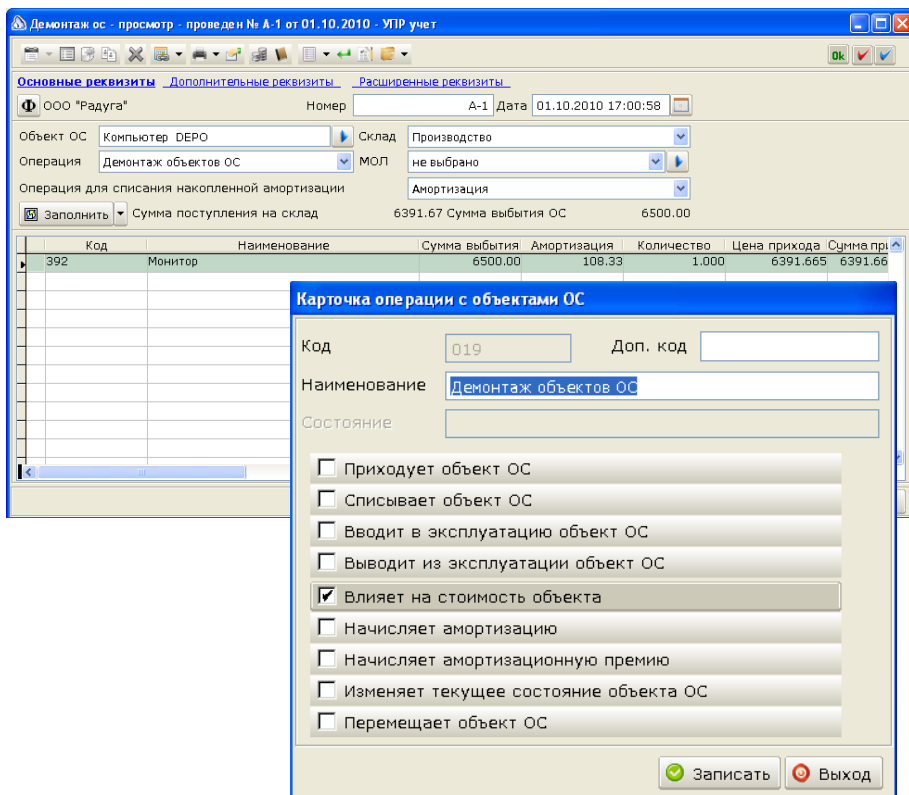 Демонтаж ос - просмотр - проведен № А-1 от 01.10.2010 - УПР учет
Ok
Основные реквизиты Дополнительные реквизиты Расширенные реквизиты
Ф ООО "Радуга" Номер А-1 Дата 01.10.2010 17:00:58
Объект ОС Компьютер DEPO Склад Производство
Операция Демонтаж объектов ОС МОЛ не выбрано
Операция для списания накопленной амортизации Амортизация
Заполнить Сумма поступления на склад 6391.67 Сумма выбытия ОС 6500.00
Код Наименование Сумма выбытия Амортизация Количество Цена прихода Сумма при
392 Монитор 6500.00 108.33 1.000 6391.665 6391.66
Карточка операции с объектами ОС
Код 019 Доп. код
Наименование Демонтаж объектов ОС
Состояние
Приходует объект ОС
Списывает объект ОС
Вводит в эксплуатацию объект ОС
Выводит из эксплуатации объект ОС
Влияет на стоимость объекта
Начисляет амортизацию
Начисляет амортизационную премию
Изменяет текущее состояние объекта ОС
Перемещает объект ОС
Записать Выход